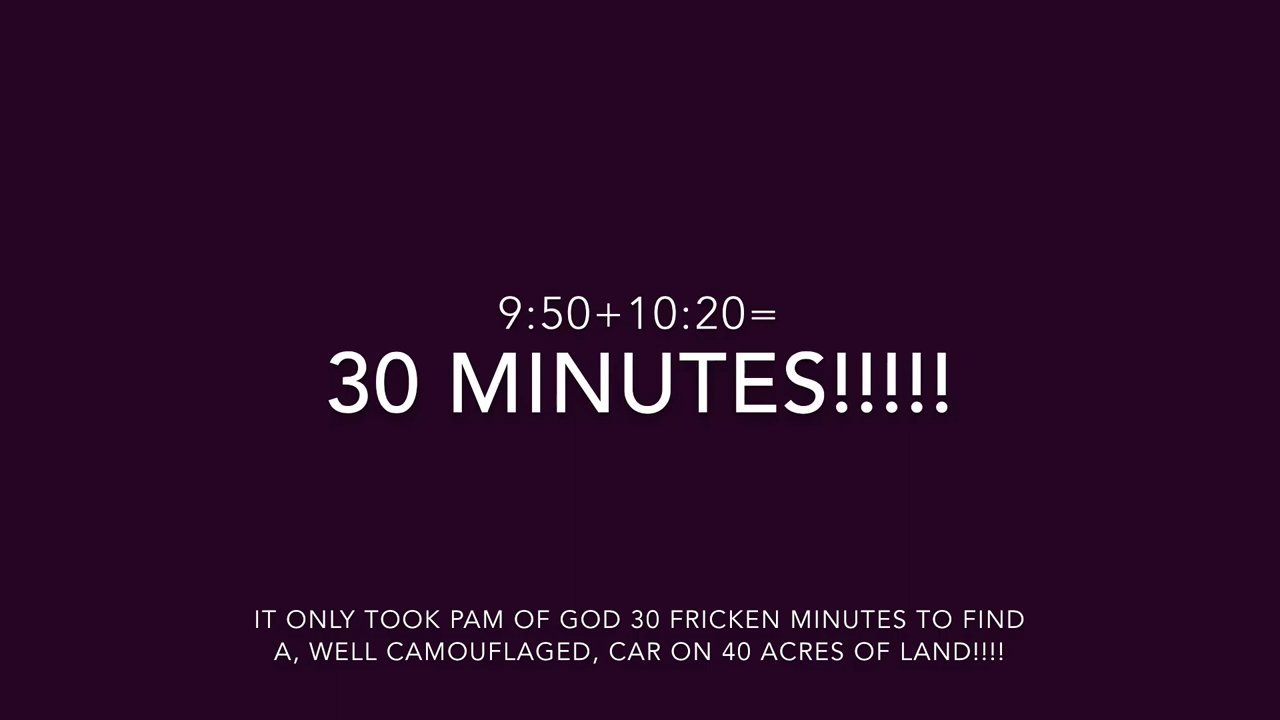 9:50+10:20=
30 MINUTES!!!!!
IT ONLY TOOK PAM OF GOD 30 FRICKEN MINUTES TO FIND
A, WELL CAMOUFLAGED, CAR ON 40 ACRES OF LAND!!!!